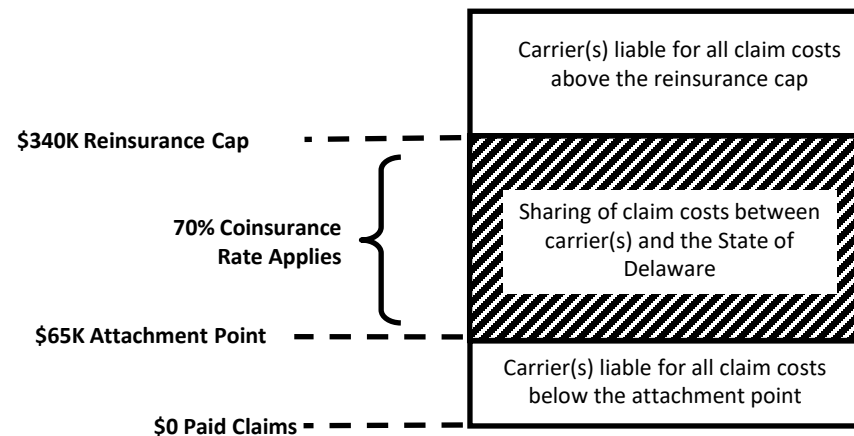 Carrier(s) liable for all claim costs
above the reinsurance cap
$340K Reinsurance Cap
70% Coinsurance
Rate Applies
Sharing of claim costs between
carrier(s) and the State of
Delaware
$65K Attachment Point
Carrier(s) liable for all claim costs
below the attachment point
$0 Paid Claims